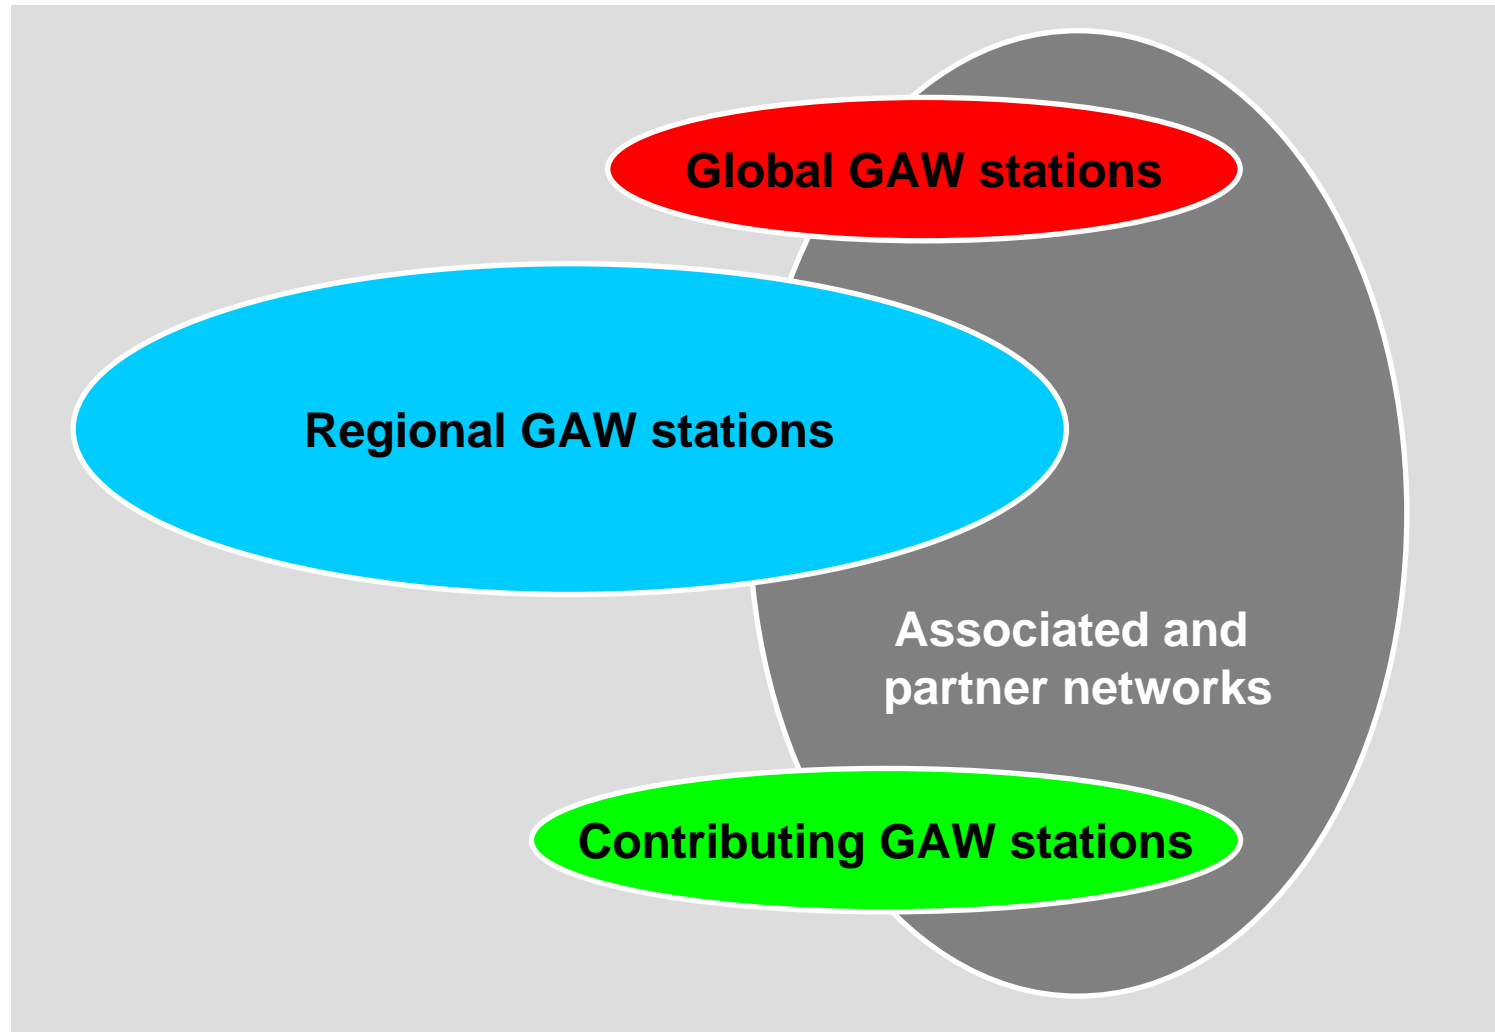 Global GAW stations
Regional GAW stations
Associated and
partner networks
Contributing GAW stations